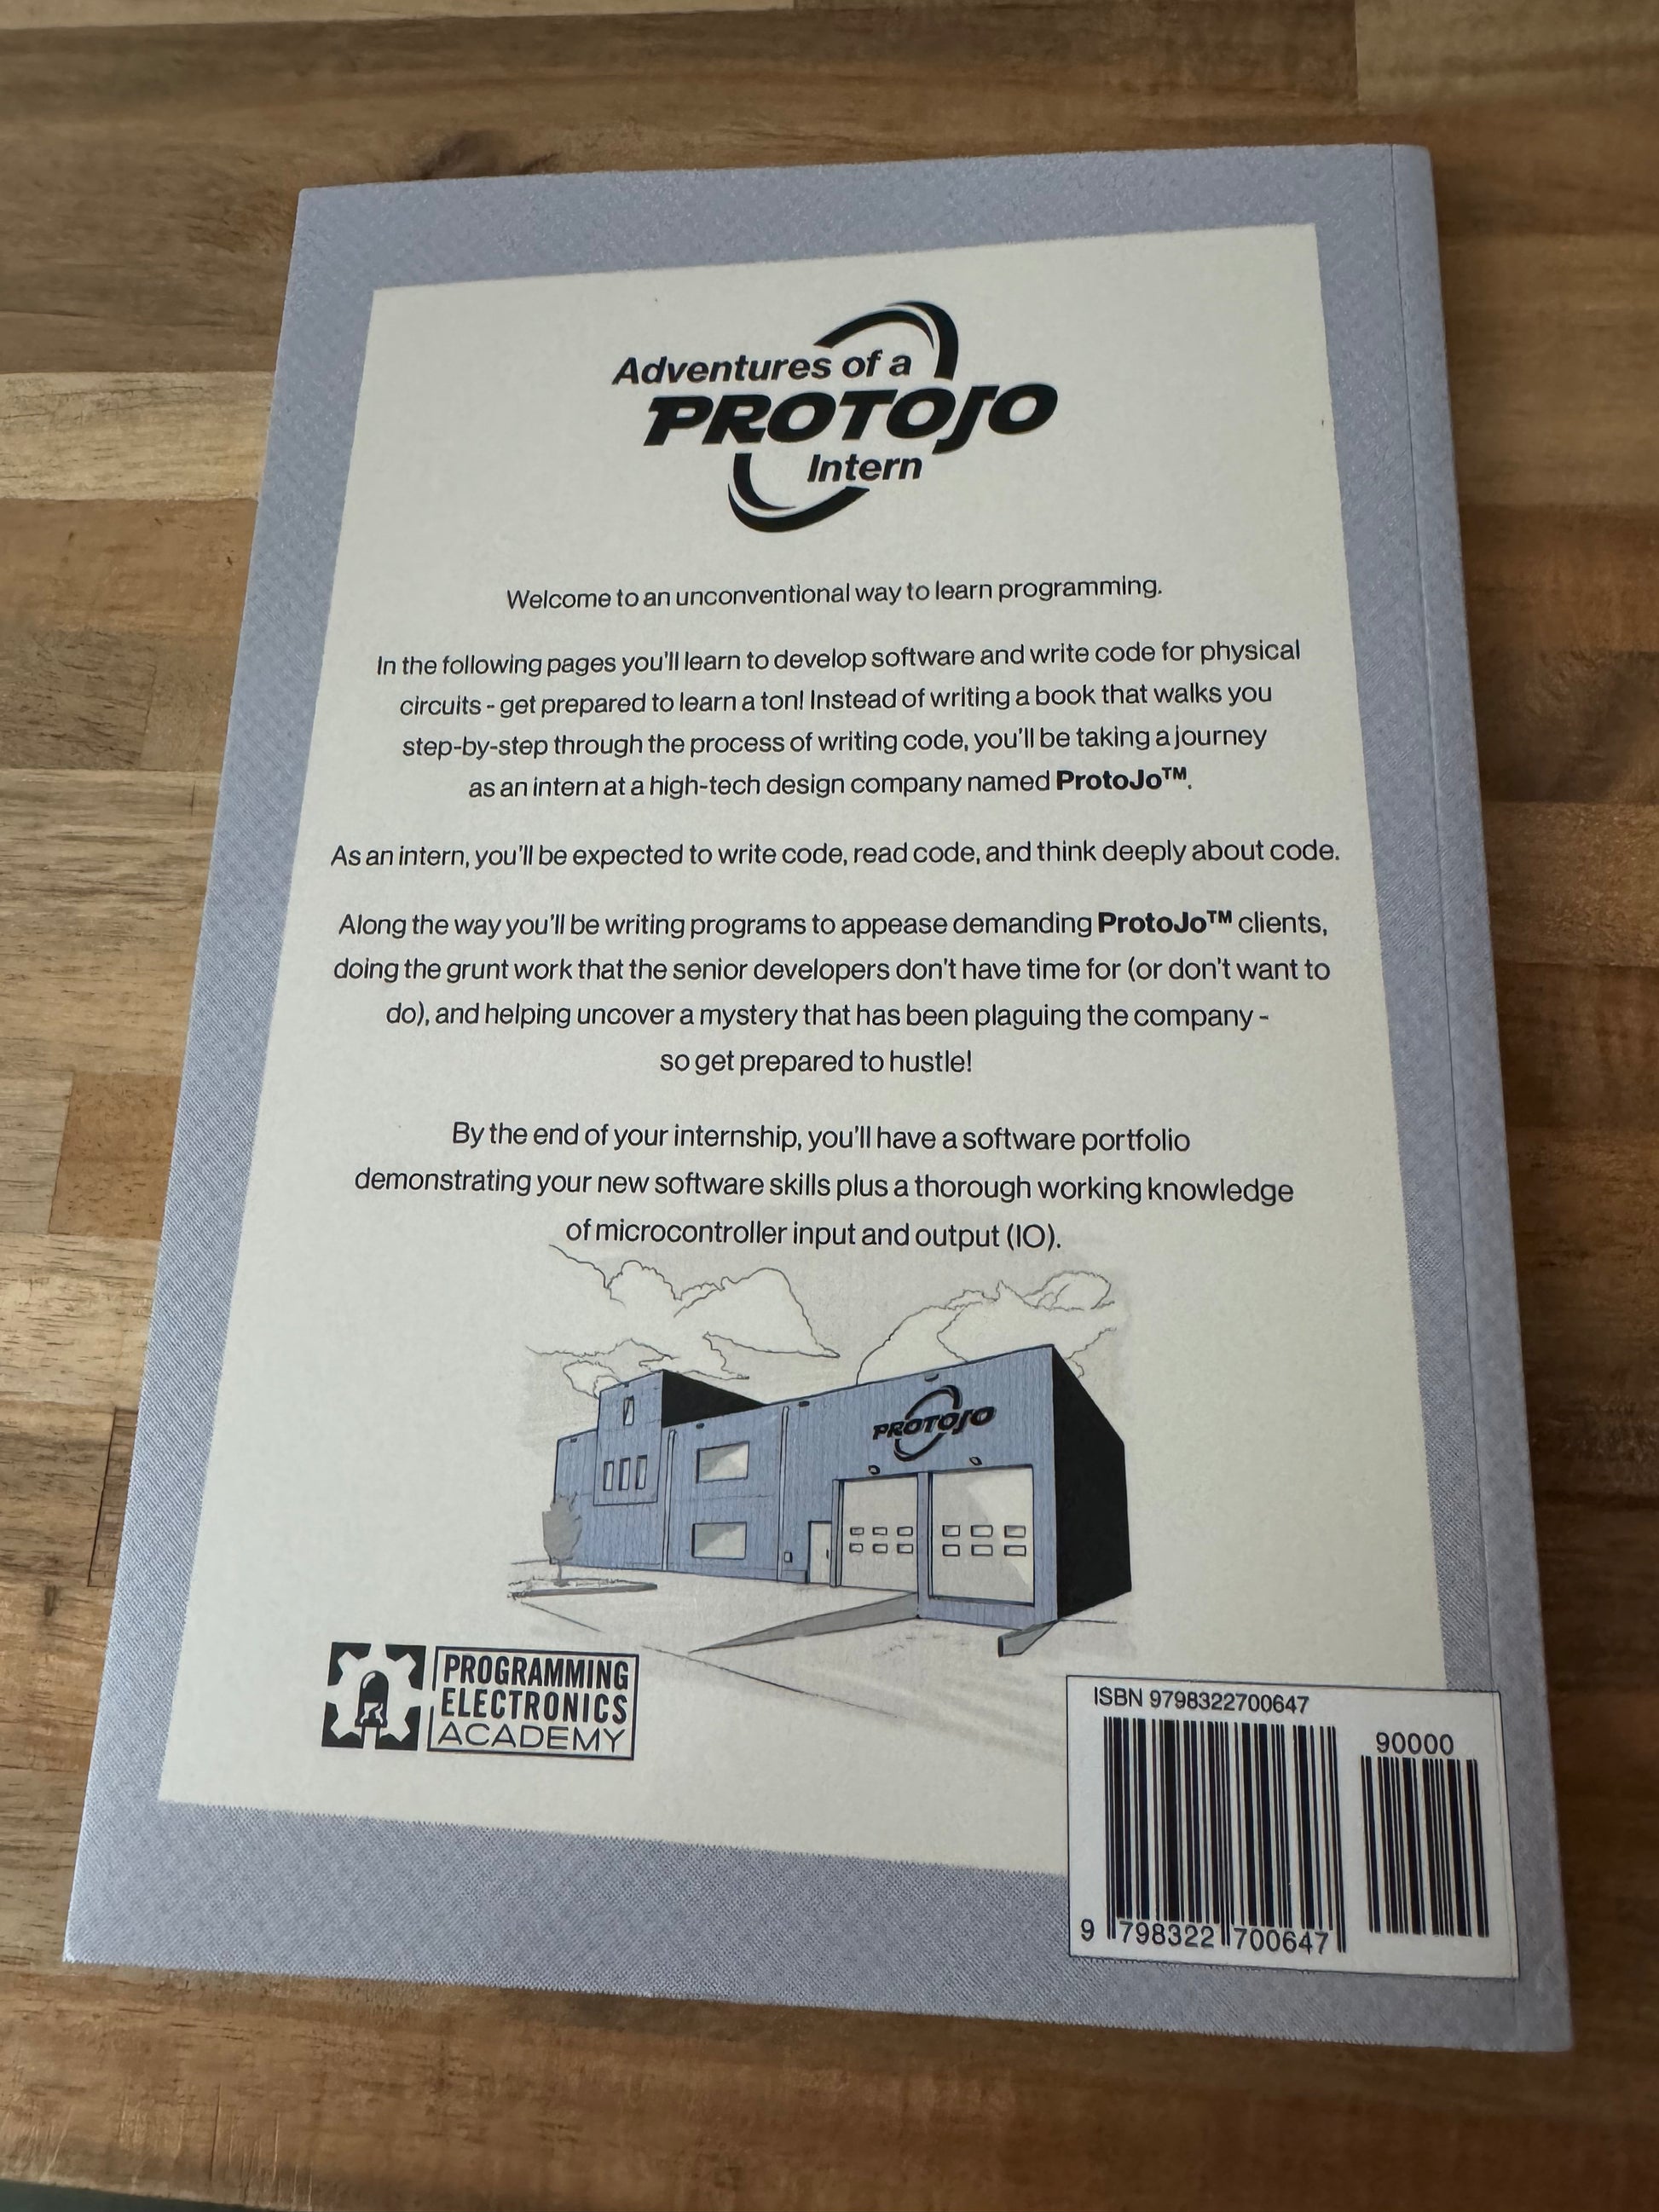 Adventures of a
PROTOJO
Intern
Welcome to an unconventional way to learn programming.
In the following pages you'll learn to develop software and write code for physical
circuits - get prepared to learn a ton! Instead of writing a book that walks you
step-by-step through the process of writing code, you'll be taking a journey
as an intern at a high-tech design company named ProtoJo™.
As an intern, you'll be expected to write code, read code, and think deeply about code.
Along the way you'll be writing programs to appease demanding ProtoJo™ clients,
doing the grunt work that the senior developers don't have time for (or don't want to
do), and helping uncover a mystery that has been plaguing the company -
so get prepared to hustle!
By the end of your internship, you'll have a software portfolio
demonstrating your new software skills plus a thorough working knowledge
of microcontroller input and output (IO).
PROTOJO
PROGRAMMING
ELECTRONICS
ACADEMY
ISBN 9798322700647
90000
9 798322 700647